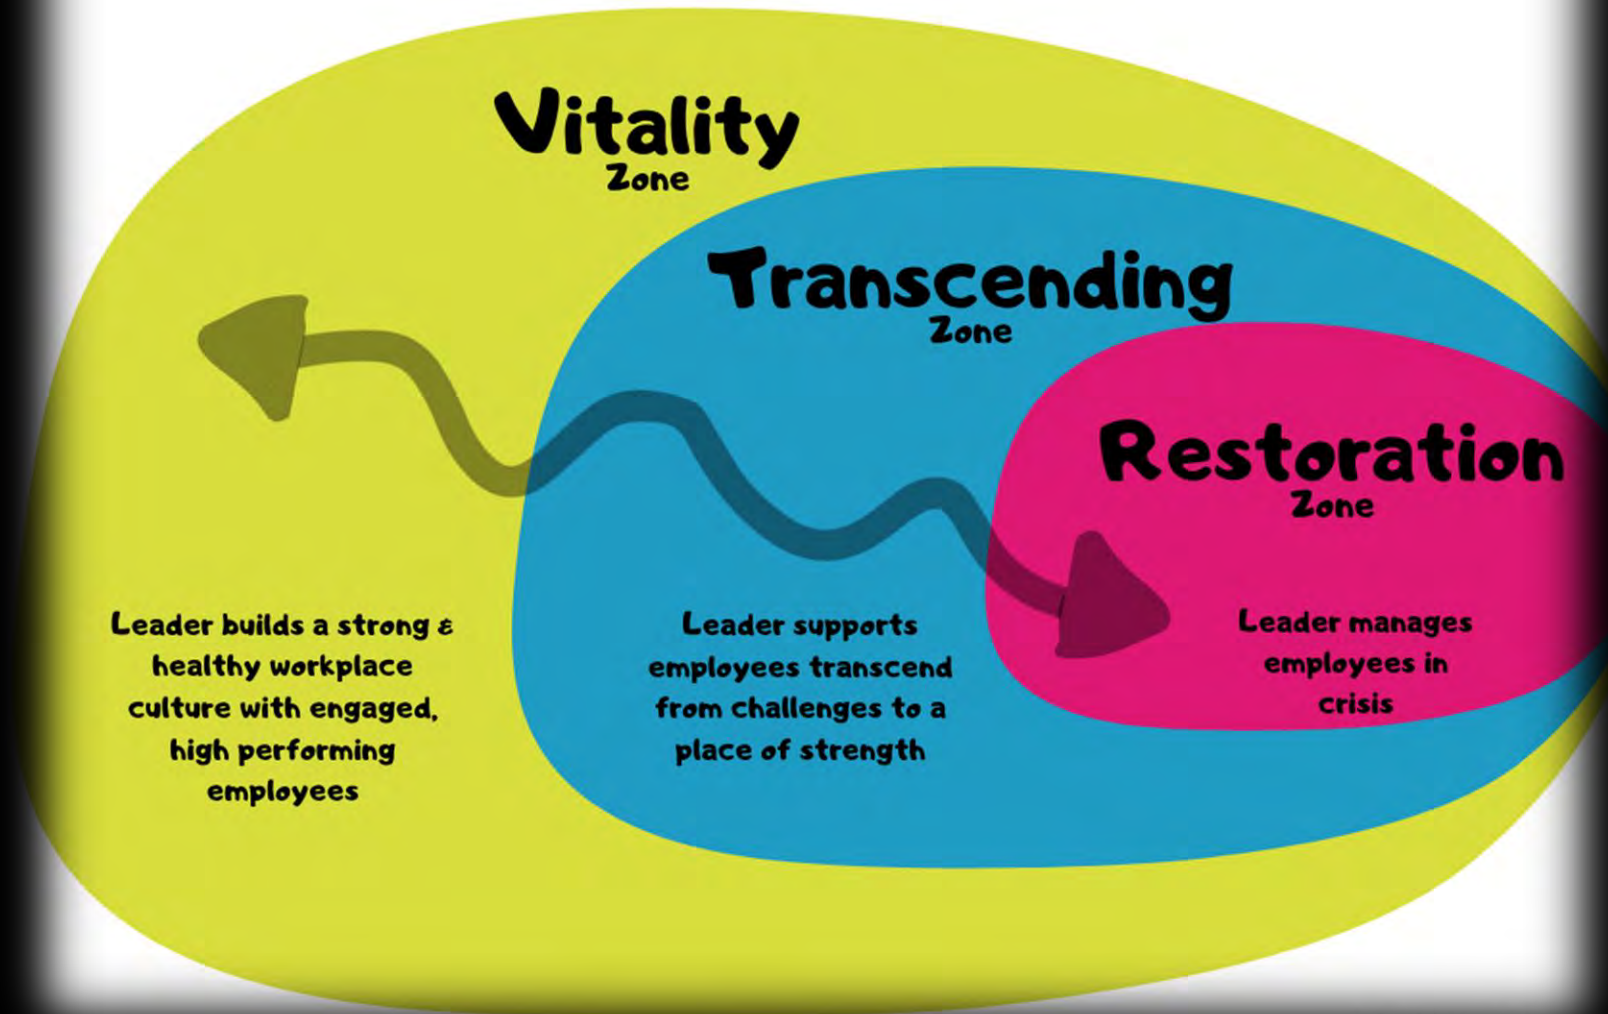 Vitality
Zone
Transcending
Zone
Restoration
Zone
Leader builds a strong &
healthy workplace
culture with engaged,
high performing
employees
Leader supports
employees transcend
from challenges to a
place of strength
Leader manages
employees in
crisis